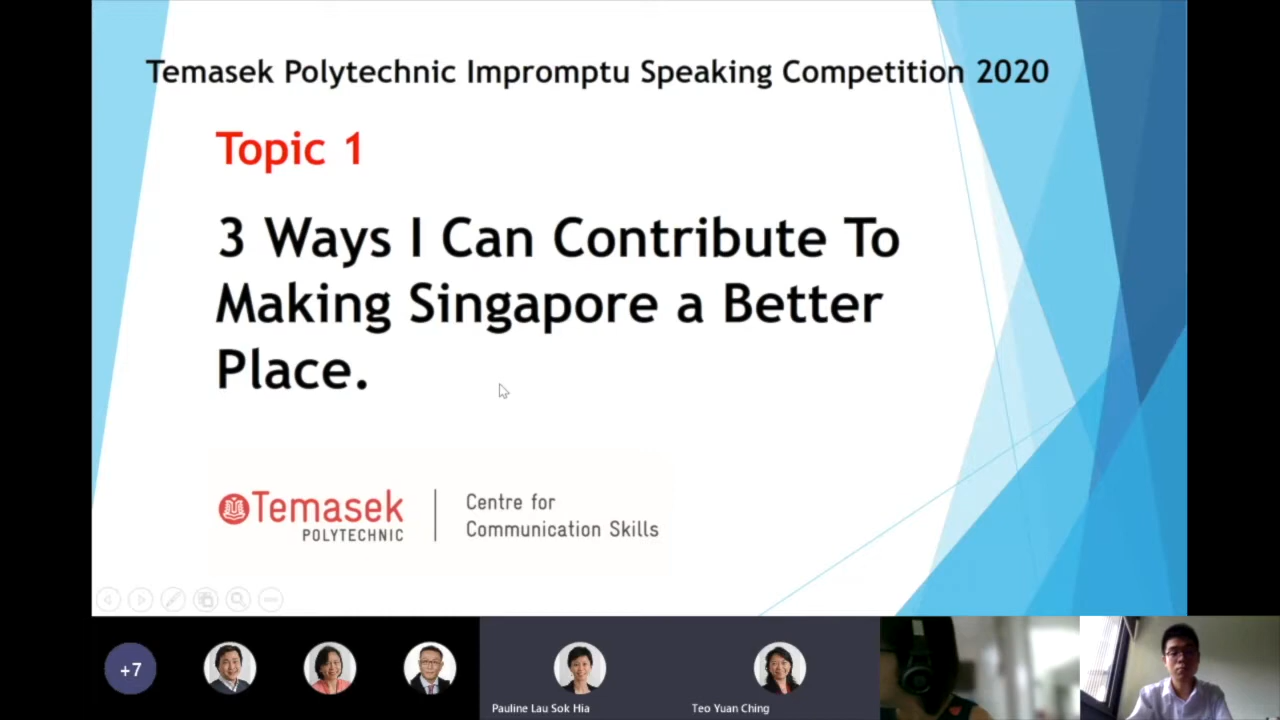 Temasek Polytechnic Impromptu Speaking Competition 2020
Topic 1
3 Ways I Can Contribute To
Making Singapore a Better
Place.
Temasek
POLYTECHNIC
Centre for
Communication Skills
+7
Pauline Lau Sok Hia
Teo Yuan Ching